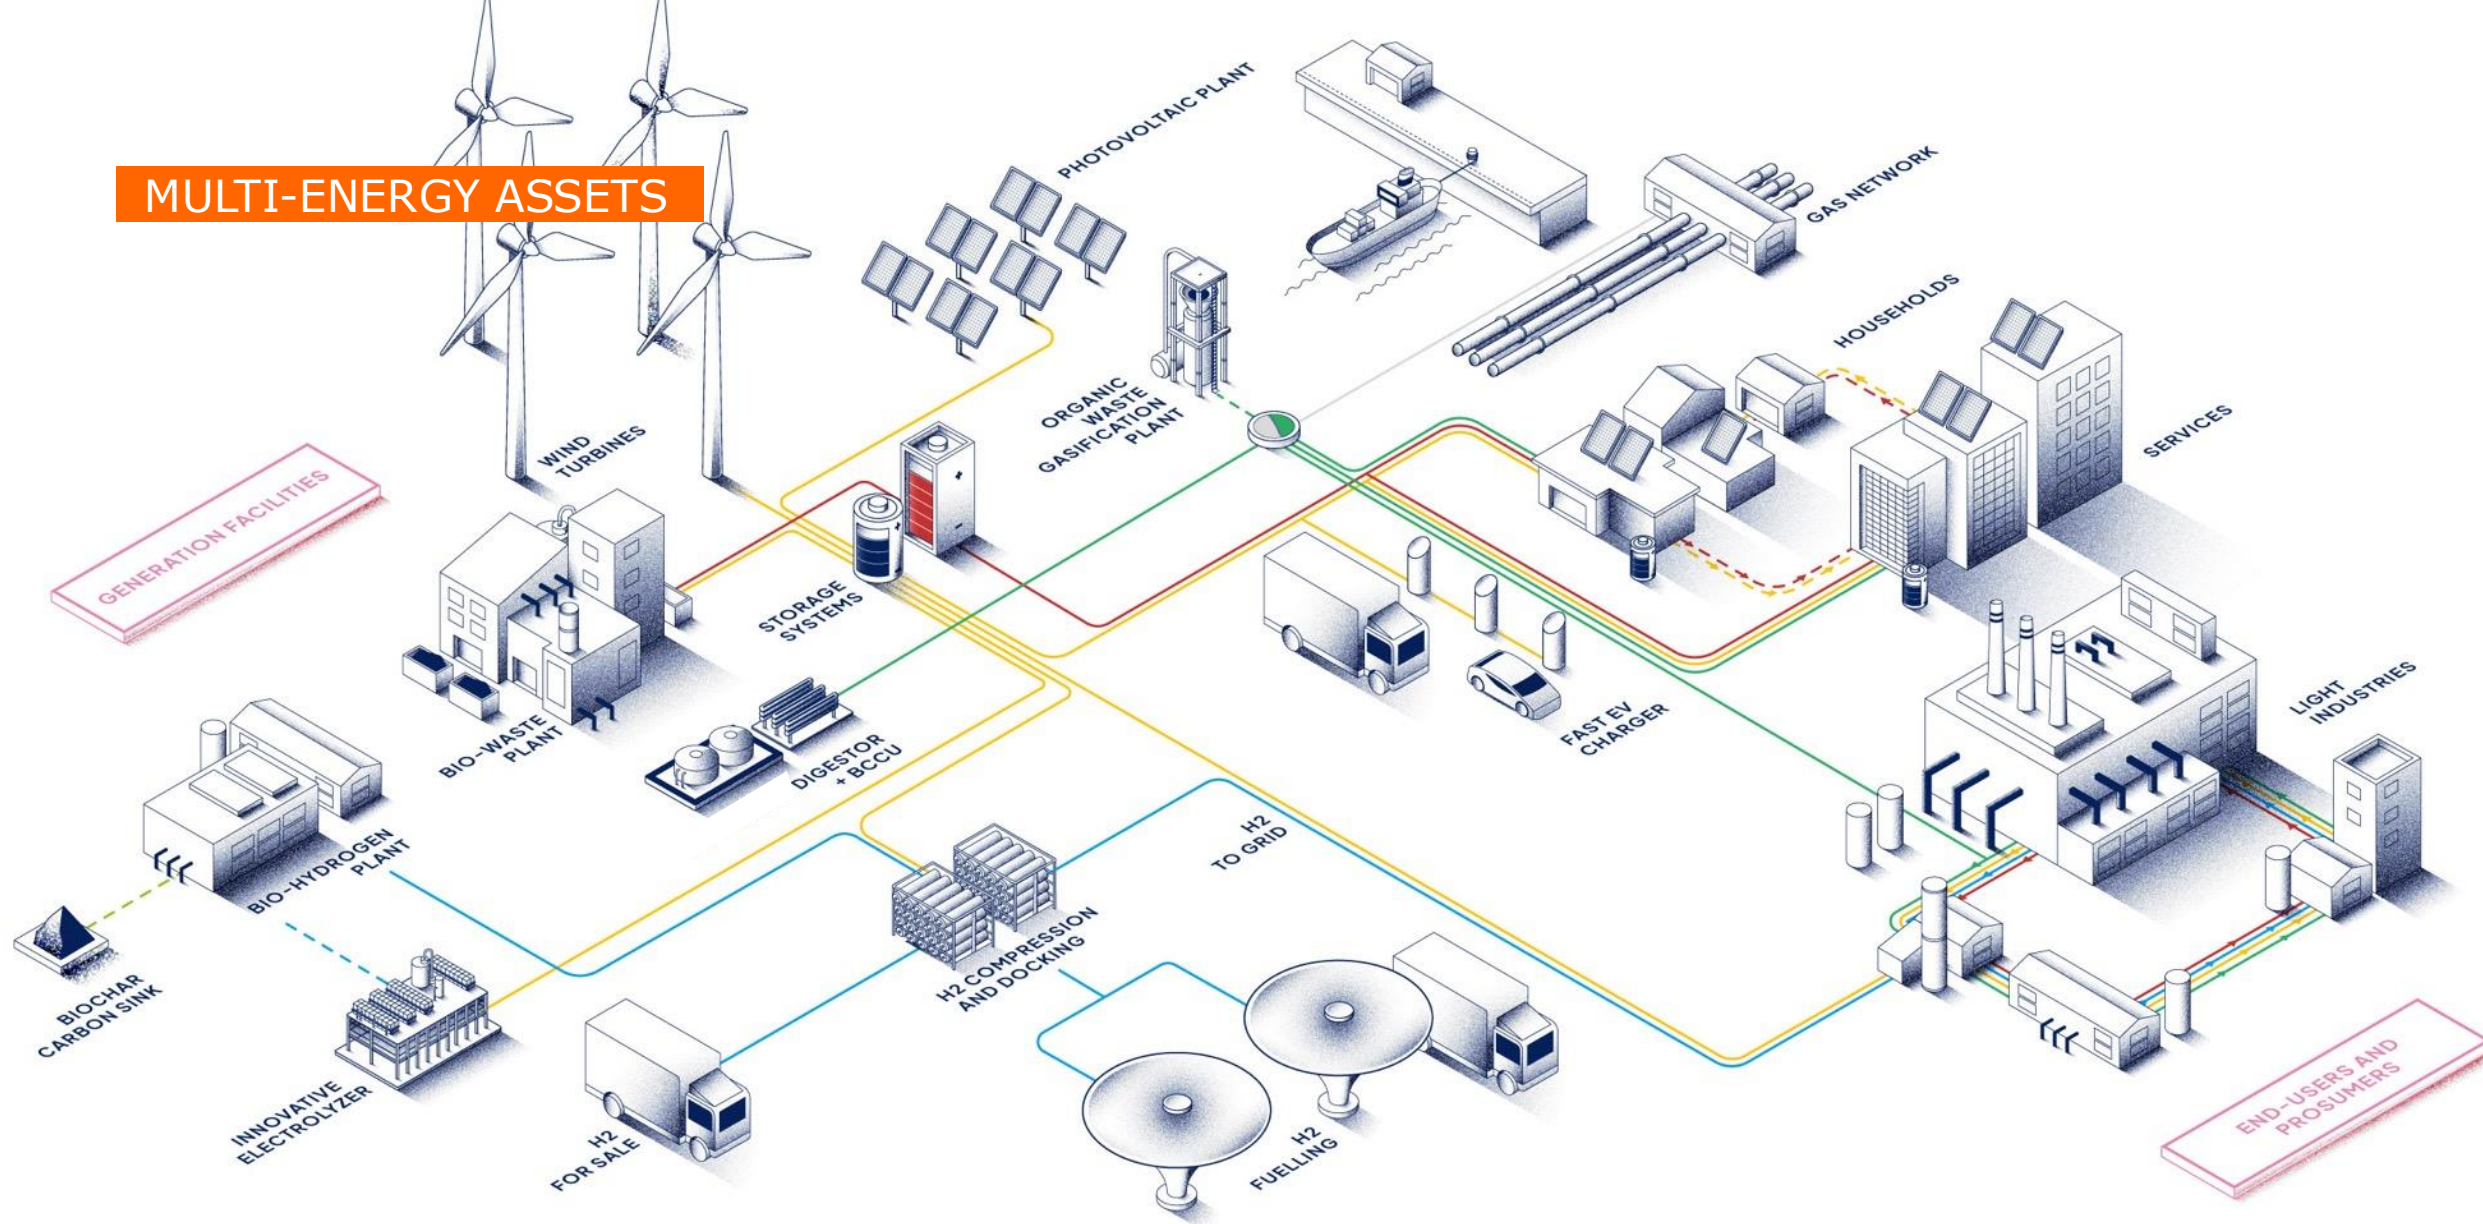 MULTI-ENERGY ASSETS
PHOTOVOLTAIC PLANT
GAS NETWORK
HOUSEHOLDS
SERVICES
ORGANIC
WASTE
GASIFICATION
PLANT
WIND
TURBINES
GENERATION FACILITIES
STORAGE
SYSTEMS
BIO-WASTE
PLANT
DIGESTOR
+ BCCU
FAST EV
CHARGER
LIGHT
INDUSTRIES
BIO-HYDROGEN
PLANT
H2
TO GRID
H2 COMPRESSION
AND DOCKING
BIOCHAR
CARBON SINK
INNOVATIVE
ELECTROLYZER
H2
FOR SALE
H2
FUELLING
END-USERS AND
PROSUMERS